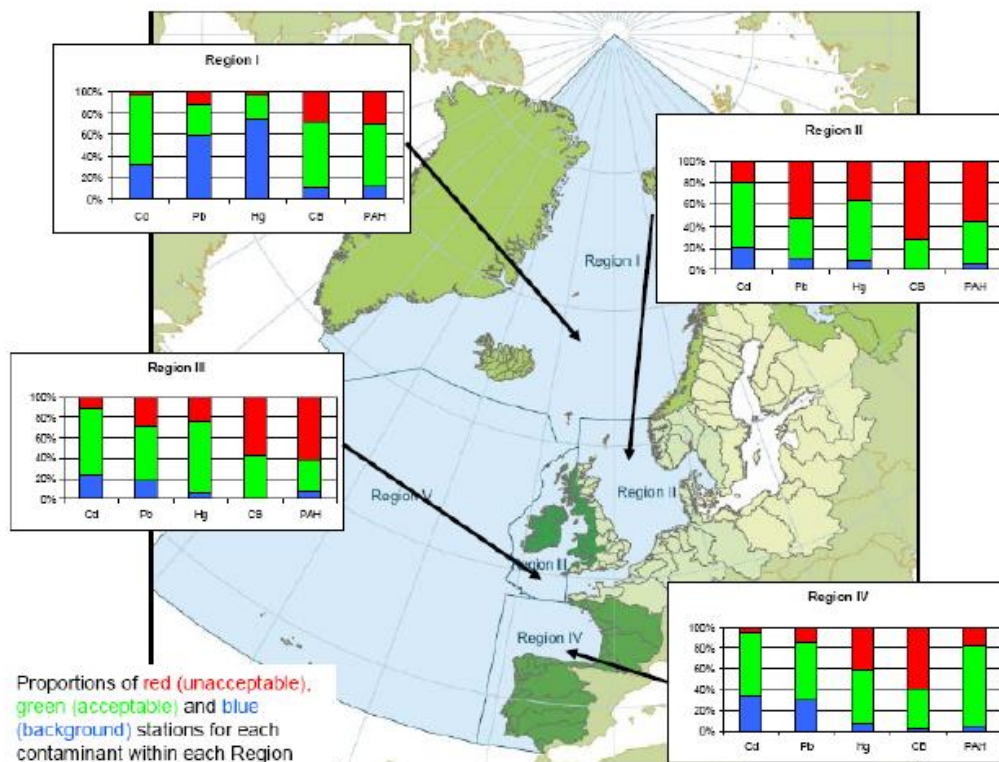 Region I
100%
80%
60%
40%
20%
0%
Cd
Pb
Hg
CB
PAH
Region II
100%
80%
60%
40%
20%
0%
Cd
Pb
Hg
CB
PAH
Region I
Region III
100%
80%
60%
40%
20%
0%
Cd
Pb
Hg
CB
PAH
Region V
Region II
Region III
Region IV
Region IV
100%
80%
60%
40%
20%
0%
Cd
Pb
Hg
CB
PAH
Proportions of red (unacceptable),
green (acceptable) and blue
(background) stations for each
contaminant within each Region